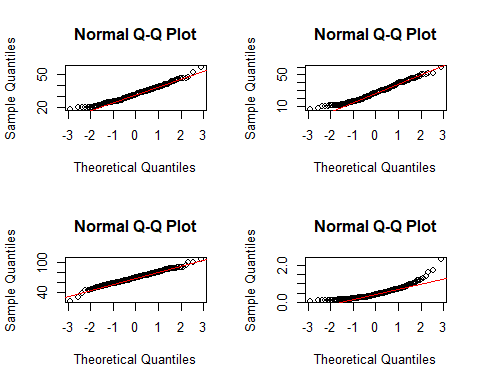 Normal Q-Q Plot
Sample Quantiles
20 50
-3 -2 -1 0 1 2 3
Theoretical Quantiles
Normal Q-Q Plot
Sample Quantiles
10 50
-3 -2 -1 0 1 2 3
Theoretical Quantiles
Normal Q-Q Plot
Sample Quantiles
40 100
-3 -2 -1 0 1 2 3
Theoretical Quantiles
Normal Q-Q Plot
Sample Quantiles
0.0 2.0
-3 -2 -1 0 1 2 3
Theoretical Quantiles